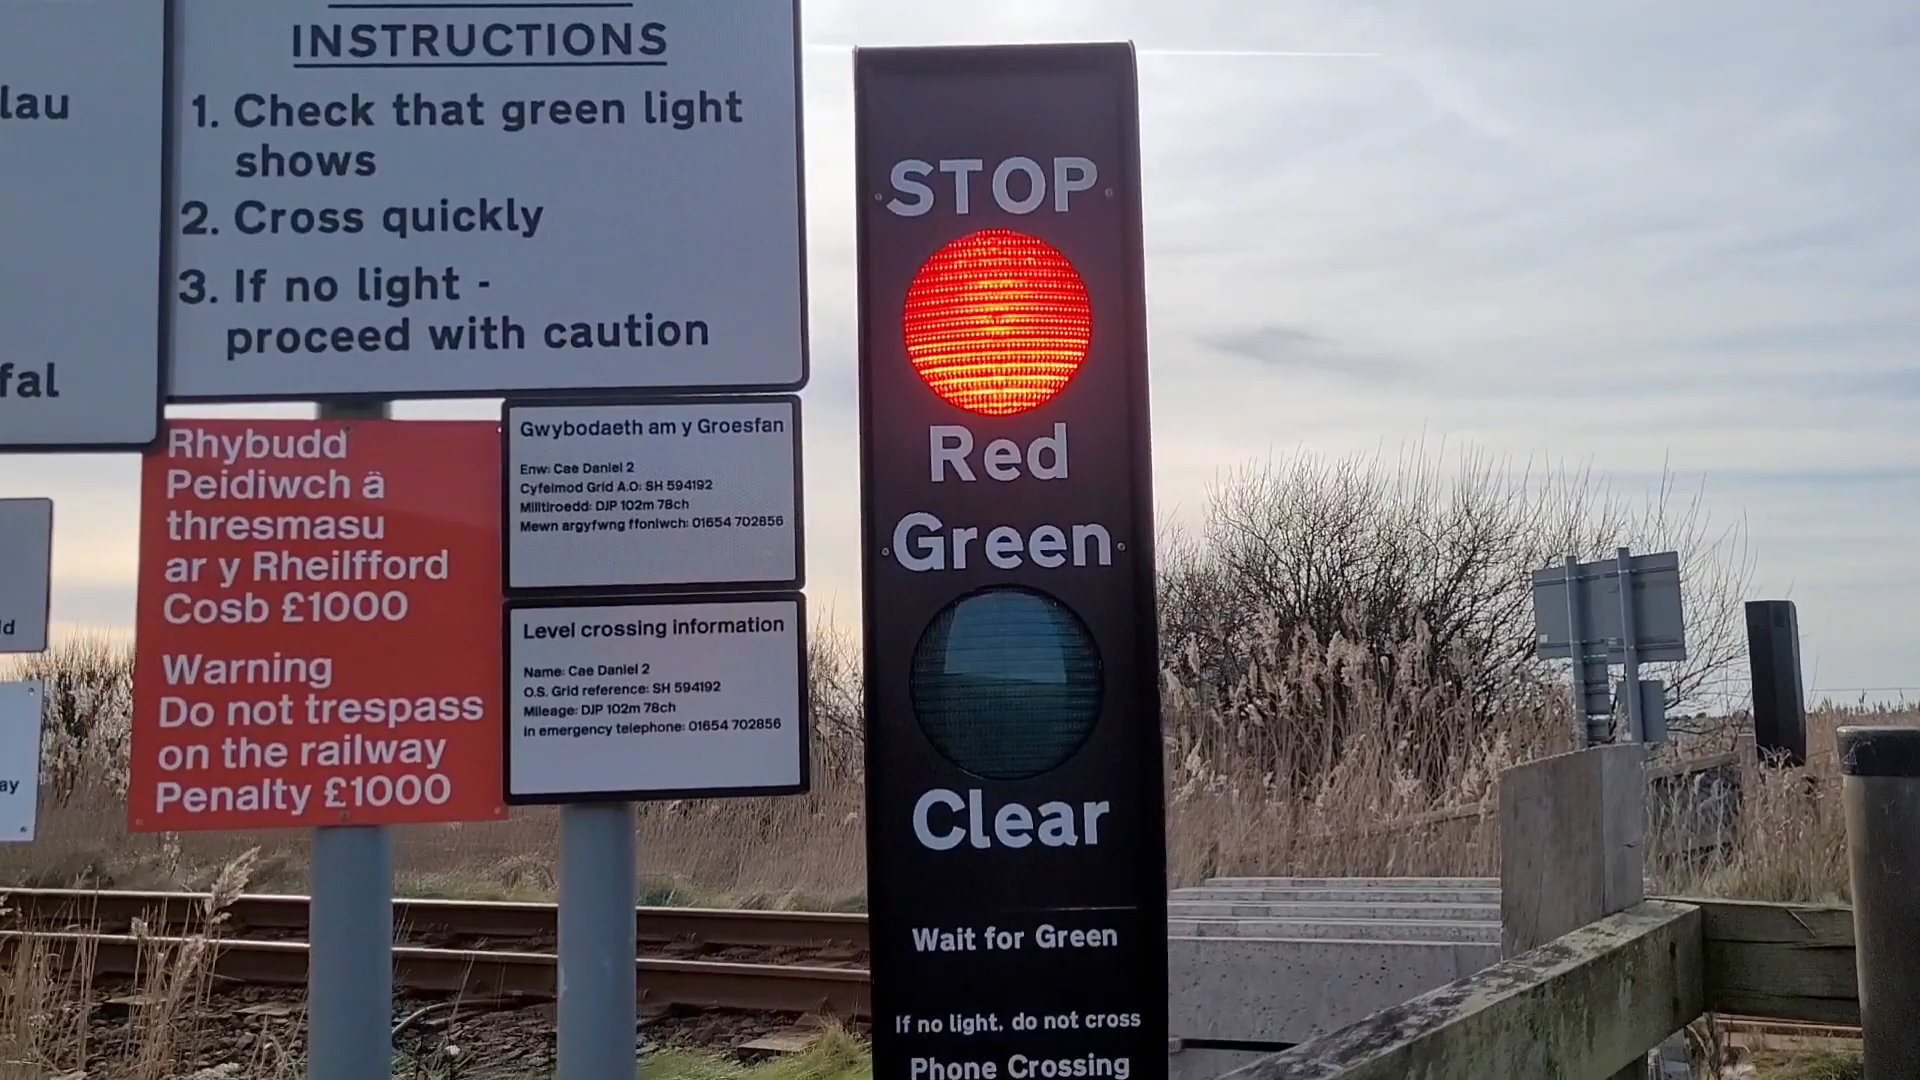 lau
fal
INSTRUCTIONS
1. Check that green light
shows
2. Cross quickly
3. If no light -
proceed with caution
Rhybudd
Peidiwch â
thresmasu
ar y Rheilffordd
Cosb £1000
Warning
Do not trespass
on the railway
Penalty £1000
Gwybodaeth am y Groesfan
Enw: Cae Daniel 2
Cyfeirnod Grid A.O: SH 594192
Milltiroedd: DJP 102m 78ch
Mewn argyfwng ffoniwch: 01654 702856
Level crossing information
Name: Cae Daniel 2
O.S. Grid reference: SH 594192
Mileage: DJP 102m 78ch
In emergency telephone: 01654 702856
STOP
Red
Green
Clear
Wait for Green
If no light, do not cross
Phone Crossing